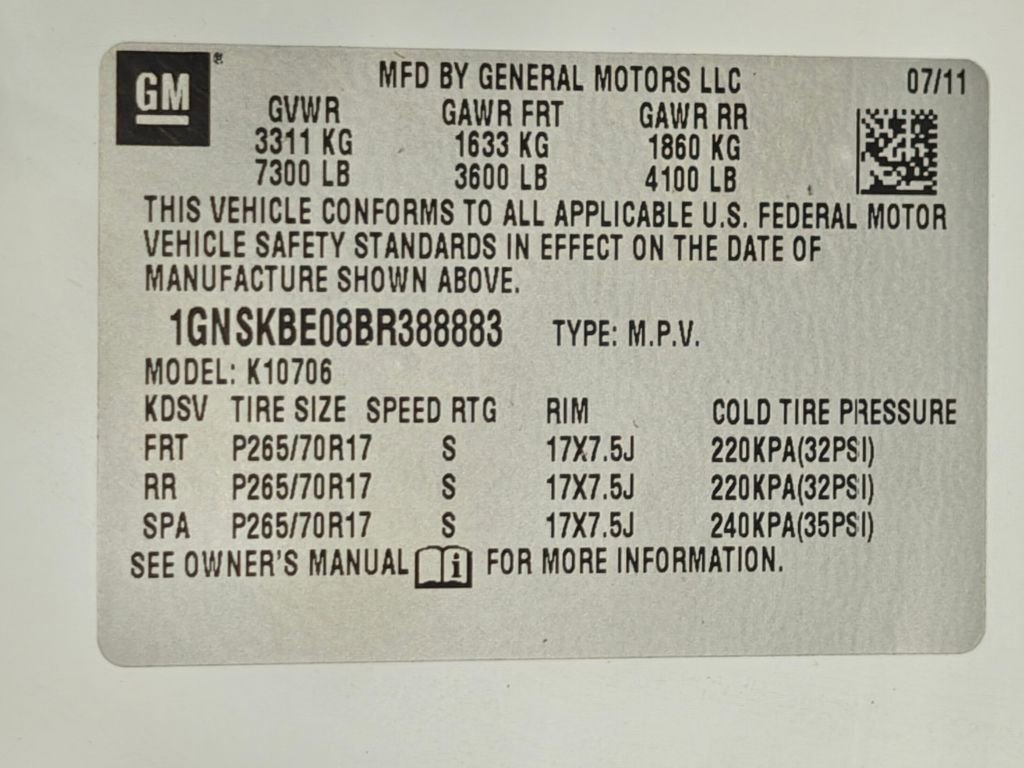 GM®
MFD BY GENERAL MOTORS LLC 07/11
GVWR GAWR FRT GAWR RR
3311 KG 1633 KG 1860 KG
7300 LB 3600 LB 4100 LB
THIS VEHICLE CONFORMS TO ALL APPLICABLE U.S. FEDERAL MOTOR
VEHICLE SAFETY STANDARDS IN EFFECT ON THE DATE OF
MANUFACTURE SHOWN ABOVE.
1GNSKBE08BR388883 TYPE: M.P.V.
MODEL: K10706
KDSV TIRE SIZE SPEED RTG RIM COLD TIRE PRESSURE
FRT P265/70R17 S 17X7.5J 220KPA(32PSI)
RR P265/70R17 S 17X7.5J 220KPA(32PSI)
SPA P265/70R17 S 17X7.5J 240KPA(35PSI)
SEE OWNER'S MANUAL i FOR MORE INFORMATION.